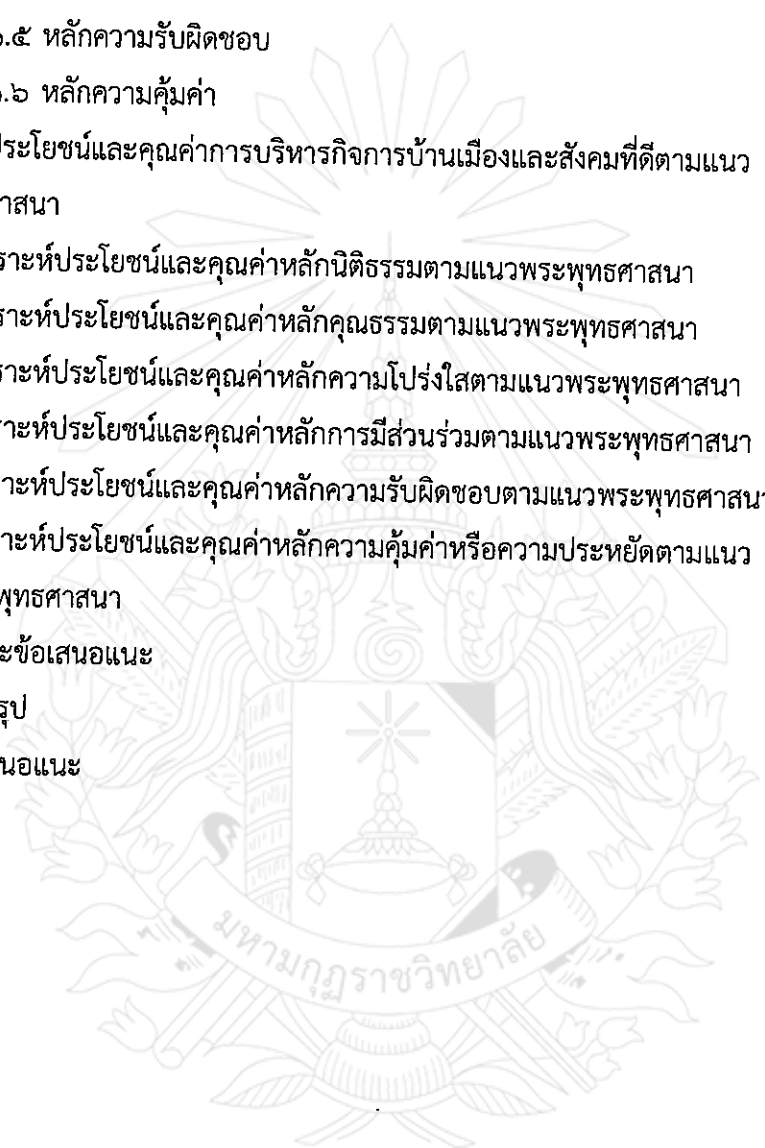 .๕ หลักความรับผิดชอบ
.๖ หลักความคุ้มค่า
ประโยชน์และคุณค่าการบริหารกิจการบ้านเมืองและสังคมที่ดีตามแนว
าสนา
ราะห์ประโยชน์และคุณค่าหลักนิติธรรมตามแนวพระพุทธศาสนา
ราะห์ประโยชน์และคุณค่าหลักคุณธรรมตามแนวพระพุทธศาสนา
ราะห์ประโยชน์และคุณค่าหลักความโปร่งใสตามแนวพระพุทธศาสนา
ราะห์ประโยชน์และคุณค่าหลักการมีส่วนร่วมตามแนวพระพุทธศาสนา
าะห์ประโยชน์และคุณค่าหลักความรับผิดชอบตามแนวพระพุทธศาสนา
าะห์ประโยชน์และคุณค่าหลักความคุ้มค่าหรือความประหยัดตามแนว
พุทธศาสนา
ะข้อเสนอแนะ
รุป
นอแนะ
มหามกุฏราชวิทยาลัย